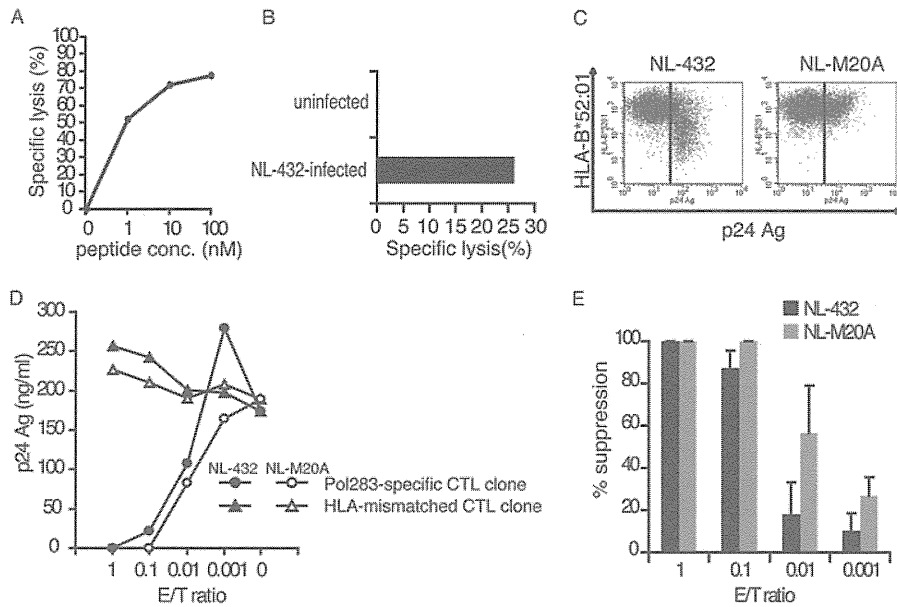 A
Specific lysis (%)
100
90
80
70
60
50
40
30
20
10
0
0 1 10 100
peptide conc. (nM)
B
uninfected
NL-432-infected
0 5 10 15 20 25 30
Specific lysis(%)
C
NL-432 NL-M20A
HLA-B*52:01
p24 Ag
p24 Ag
p24 Ag
D
p24 Ag (ng/ml)
300
250
200
150
100
50
0
NL-432 NL-M20A
Pol283-specific CTL clone
HLA-mismatched CTL clone
1 0.1 0.01 0.001 0
E/T ratio
E
NL-432
NL-M20A
% suppression
100
80
60
40
20
0
1 0.1 0.01 0.001
E/T ratio